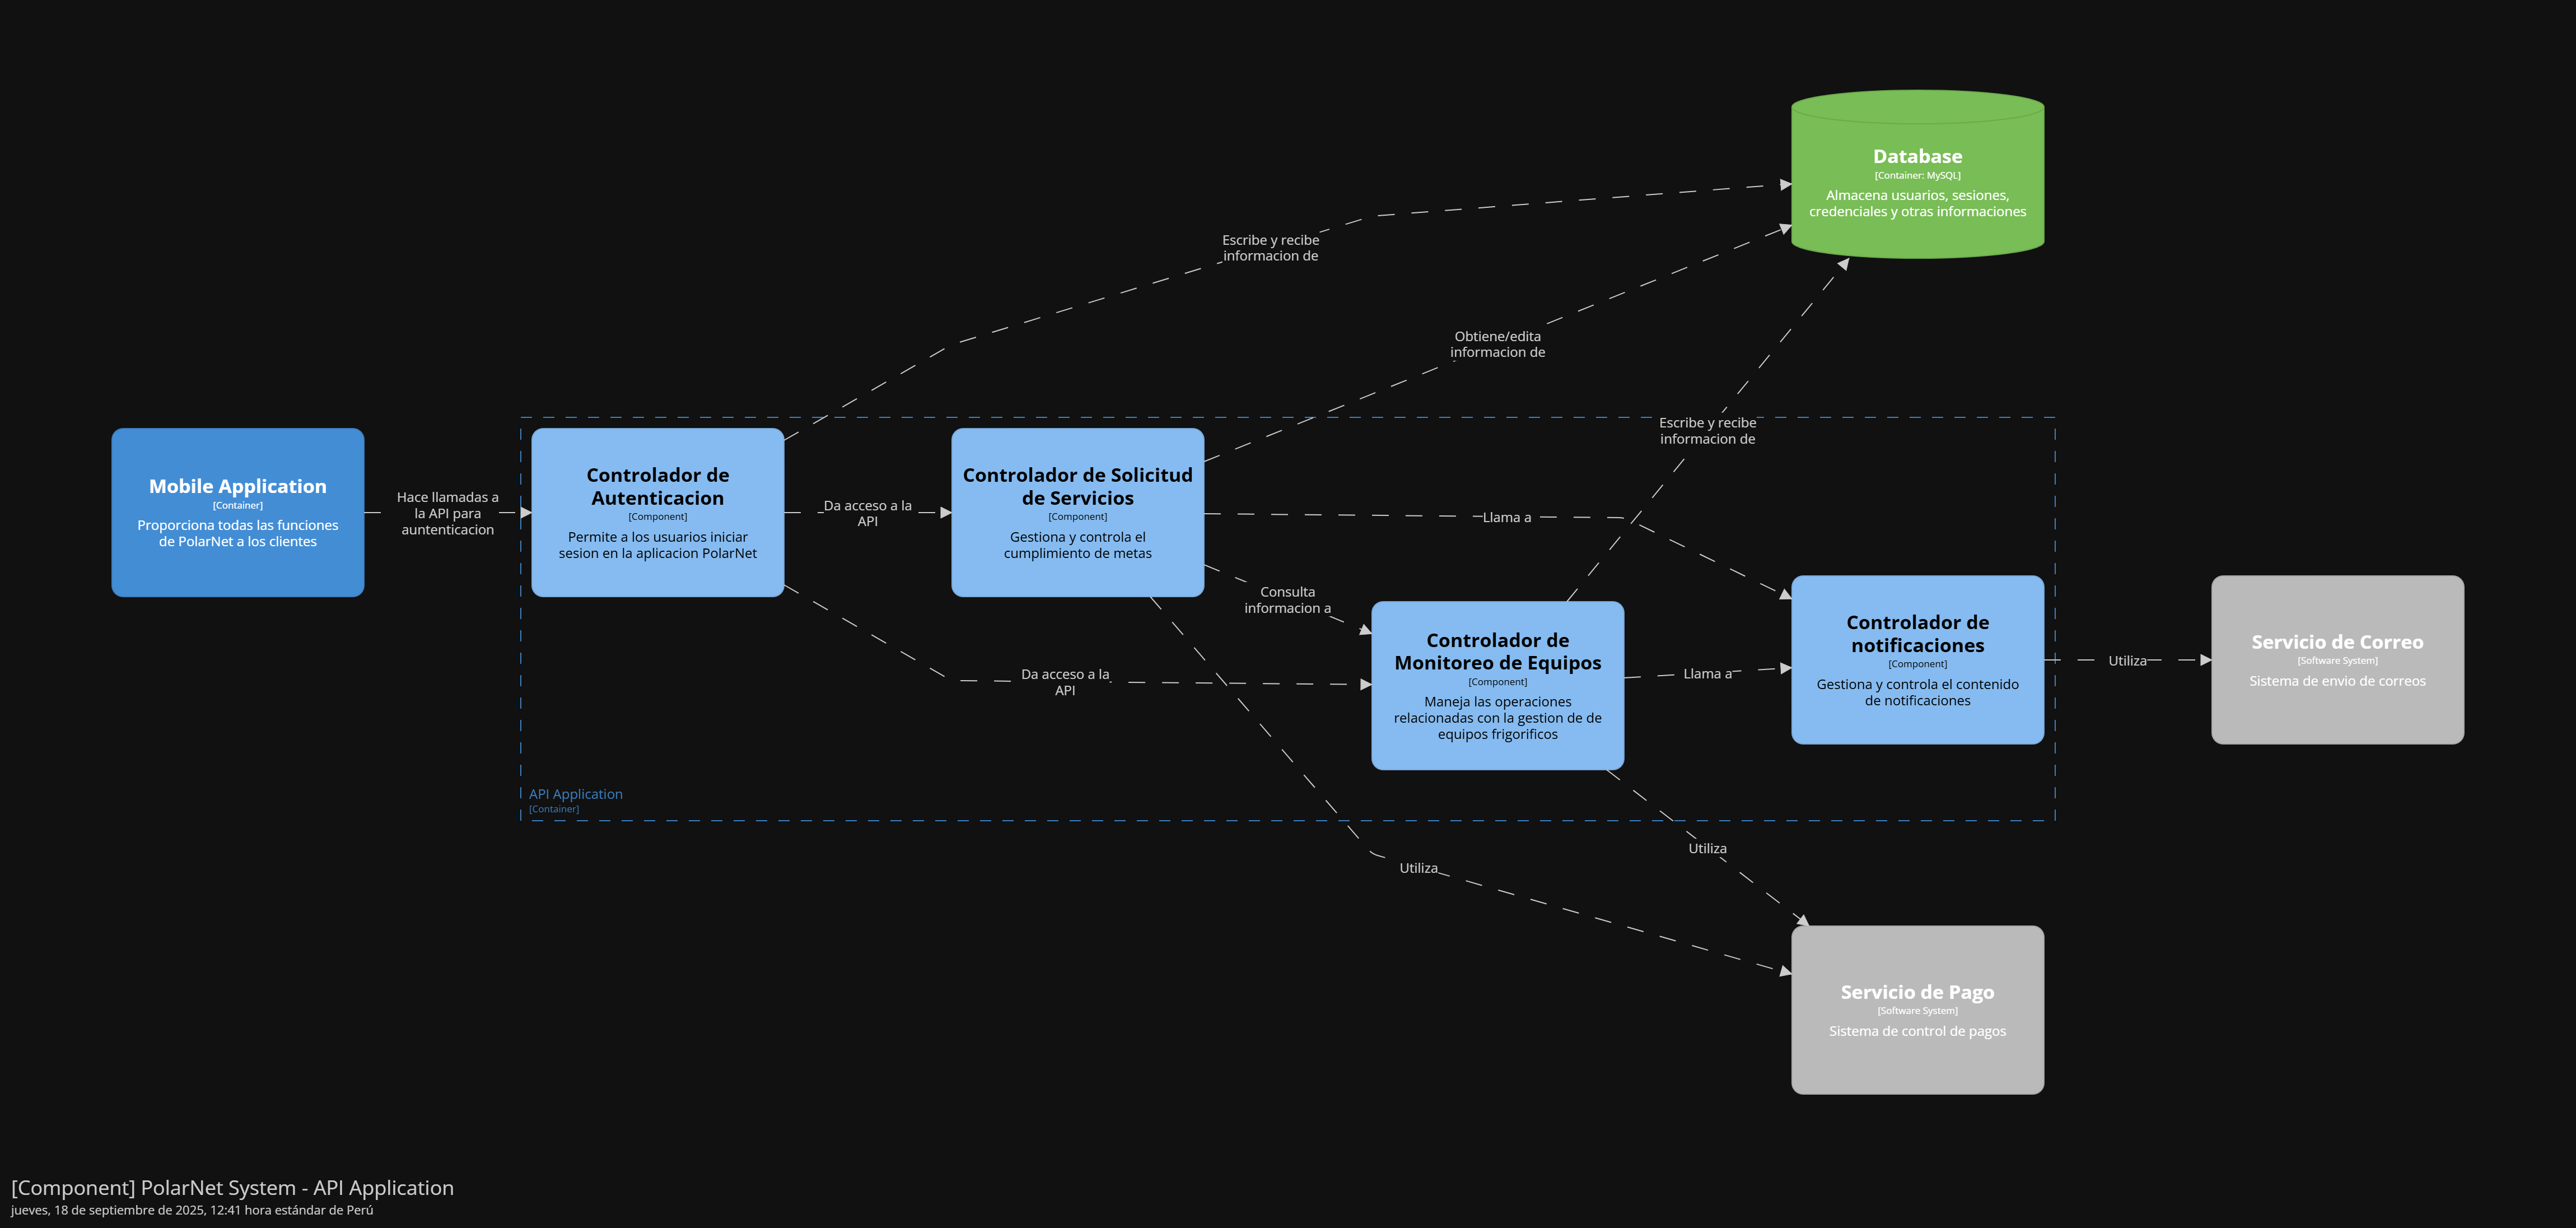 Database
[Container: MySQL]
Almacena usuarios, sesiones,
credenciales y otras informaciones
Escribe y recibe
informacion de
Obtiene/edita
informacion de
Escribe y recibe
informacion de
Mobile Application
[Container]
Proporciona todas las funciones
de PolarNet a los clientes
Hace llamadas a
la API para
auntenticacion
Controlador de
Autenticacion
[Component]
Permite a los usuarios iniciar
sesion en la aplicacion PolarNet
Da acceso a la
API
Controlador de Solicitud
de Servicios
[Component]
Gestiona y controla el
cumplimiento de metas
Llama a
Consulta
informacion a
Da acceso a la
API
Controlador de
Monitoreo de Equipos
[Component]
Maneja las operaciones
relacionadas con la gestion de de
equipos frigorificos
Llama a
Controlador de
notificaciones
[Component]
Gestiona y controla el contenido
de notificaciones
Utiliza
Servicio de Correo
[Software System]
Sistema de envio de correos
API Application
[Container]
Utiliza
Utiliza
Servicio de Pago
[Software System]
Sistema de control de pagos
[Component] PolarNet System - API Application
jueves, 18 de septiembre de 2025, 12:41 hora estándar de Perú